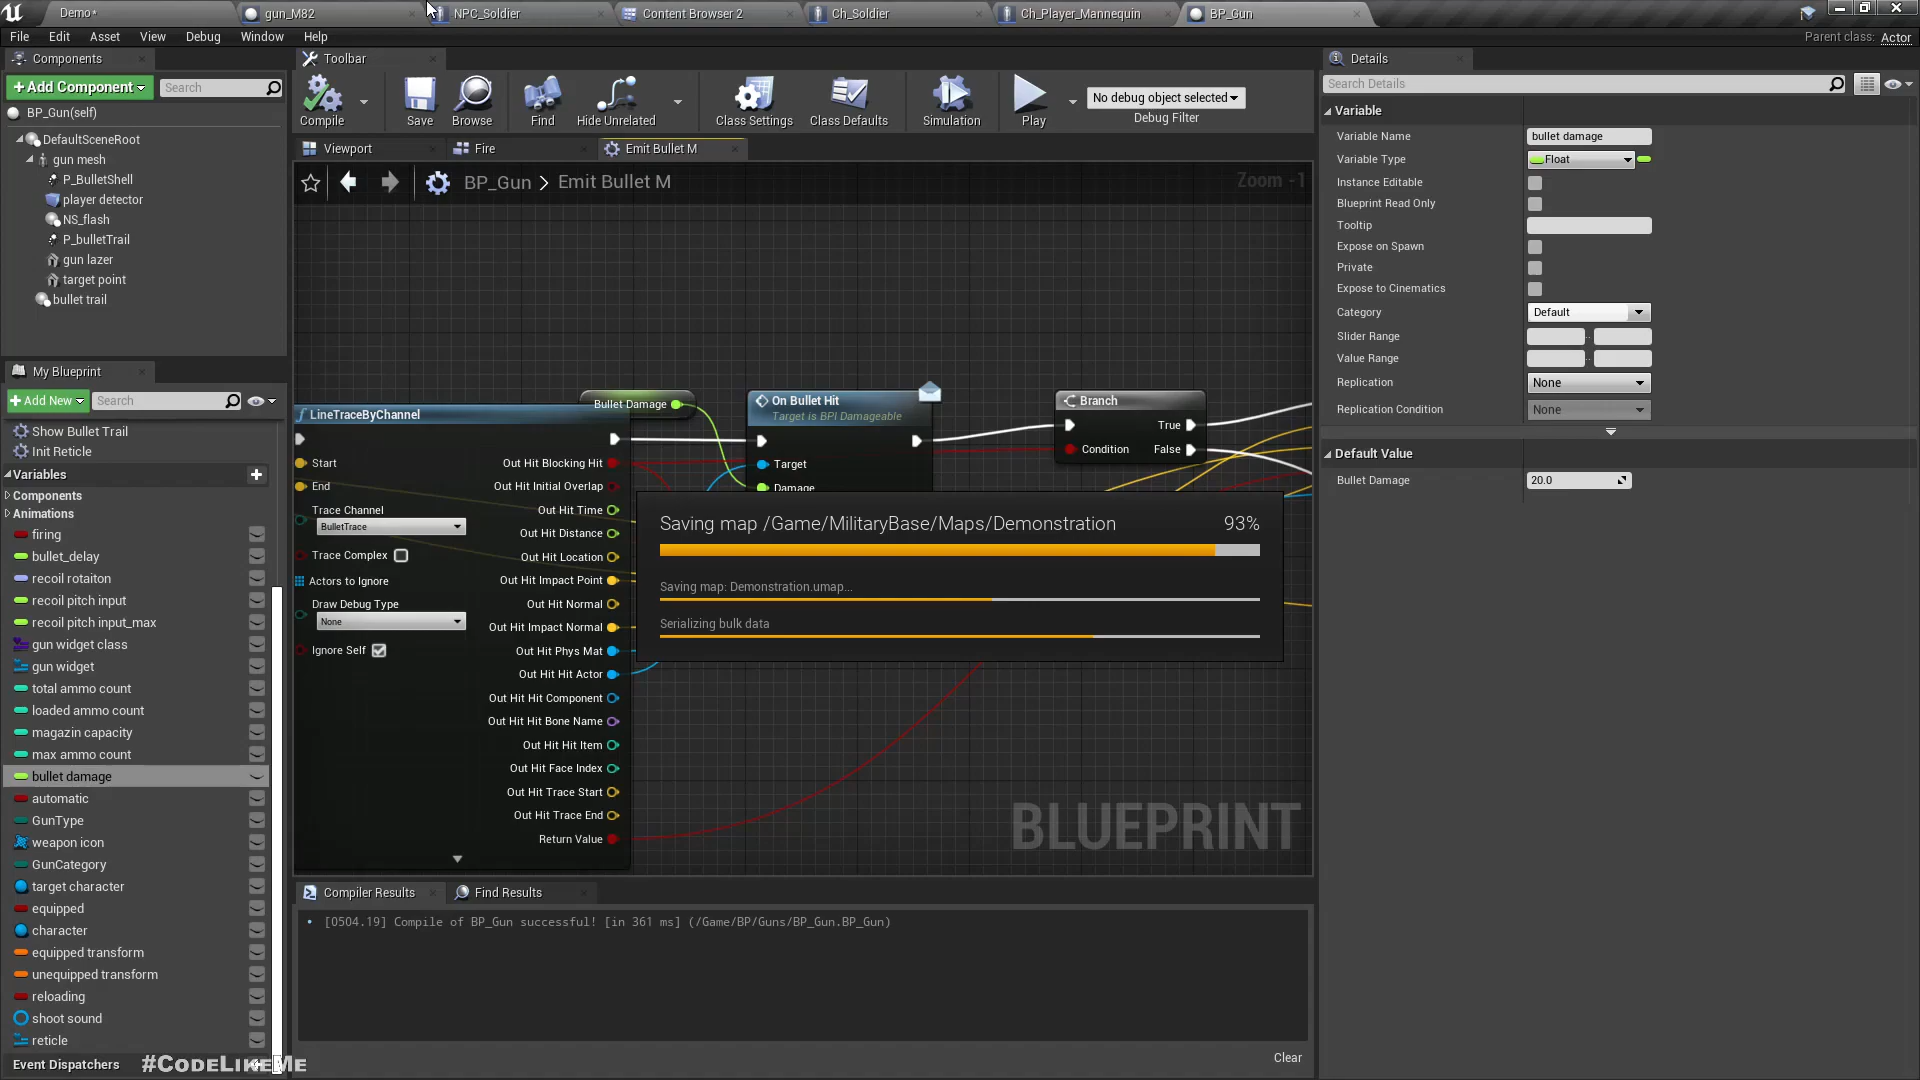 Demo*
gun_M82
NPC_Soldier
Content Browser 2
Ch_Soldier
Ch_Player_Mannequin
BP_Gun
File Edit Asset View Debug Window Help
Parent class: Actor
Components
Add Component
Search
BP_Gun(self)
DefaultSceneRoot
gun mesh
P_BulletShell
player detector
NS_flash
P_bulletTrail
gun lazer
target point
bullet trail
My Blueprint
Add New
Search
Show Bullet Trail
Init Reticle
Variables
Components
Animations
firing
bullet_delay
recoil rotaiton
recoil pitch input
recoil pitch input_max
gun widget class
gun widget
total ammo count
loaded ammo count
magazin capacity
max ammo count
bullet damage
automatic
GunType
weapon icon
GunCategory
target character
equipped
character
equipped transform
unequipped transform
reloading
shoot sound
reticle
Event Dispatchers
#CodeLikeMe
Toolbar
Compile
Save
Browse
Find
Hide Unrelated
Class Settings
Class Defaults
Simulation
Play
No debug object selected
Debug Filter
Viewport
Fire
Emit Bullet M
BP_Gun > Emit Bullet M
Zoom -1
Bullet Damage
LineTraceByChannel
Start
End
Trace Channel
BulletTrace
Trace Complex
Actors to Ignore
Draw Debug Type
None
Ignore Self
Out Hit Blocking Hit
Out Hit Initial Overlap
Out Hit Time
Out Hit Distance
Out Hit Location
Out Hit Impact Point
Out Hit Normal
Out Hit Impact Normal
Out Hit Phys Mat
Out Hit Hit Actor
Out Hit Hit Component
Out Hit Hit Bone Name
Out Hit Hit Item
Out Hit Face Index
Out Hit Trace Start
Out Hit Trace End
Return Value
On Bullet Hit
Target is BPI Damageable
Target
Damage
Branch
Condition
True
False
Saving map /Game/MilitaryBase/Maps/Demonstration 93%
Saving map: Demonstration.umap...
Serializing bulk data
BLUEPRINT
Compiler Results
Find Results
[0504.19] Compile of BP_Gun successful! [in 361 ms] (/Game/BP/Guns/BP_Gun.BP_Gun)
Clear
Details
Search Details
Variable
Variable Name bullet damage
Variable Type Float
Instance Editable
Blueprint Read Only
Tooltip
Expose on Spawn
Private
Expose to Cinematics
Category Default
Slider Range
Value Range
Replication None
Replication Condition None
Default Value
Bullet Damage 20.0